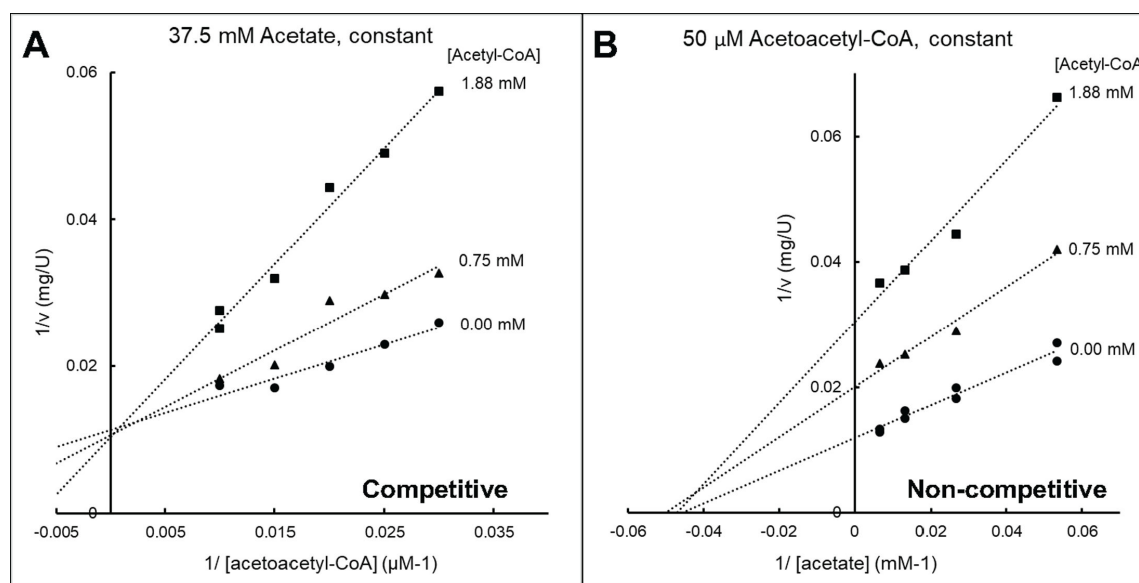 A
37.5 mM Acetate, constant
[Acetyl-CoA]
1.88 mM
0.75 mM
0.00 mM
0.06
0.04
0.02
0
1/v (mg/U)
-0.005
0.005
0.015
0.025
0.035
Competitive
1/ [acetoacetyl-CoA] (µM-1)
B
50 µM Acetoacetyl-CoA, constant
[Acetyl-CoA
1.88 mM
0.75 mM
0.00 mM
0.06
0.04
0.02
0
1/v (mg/U)
-0.06
-0.04
-0.02
0
0.02
0.04
0.06
Non-competitive
1/ [acetate] (mM-1)